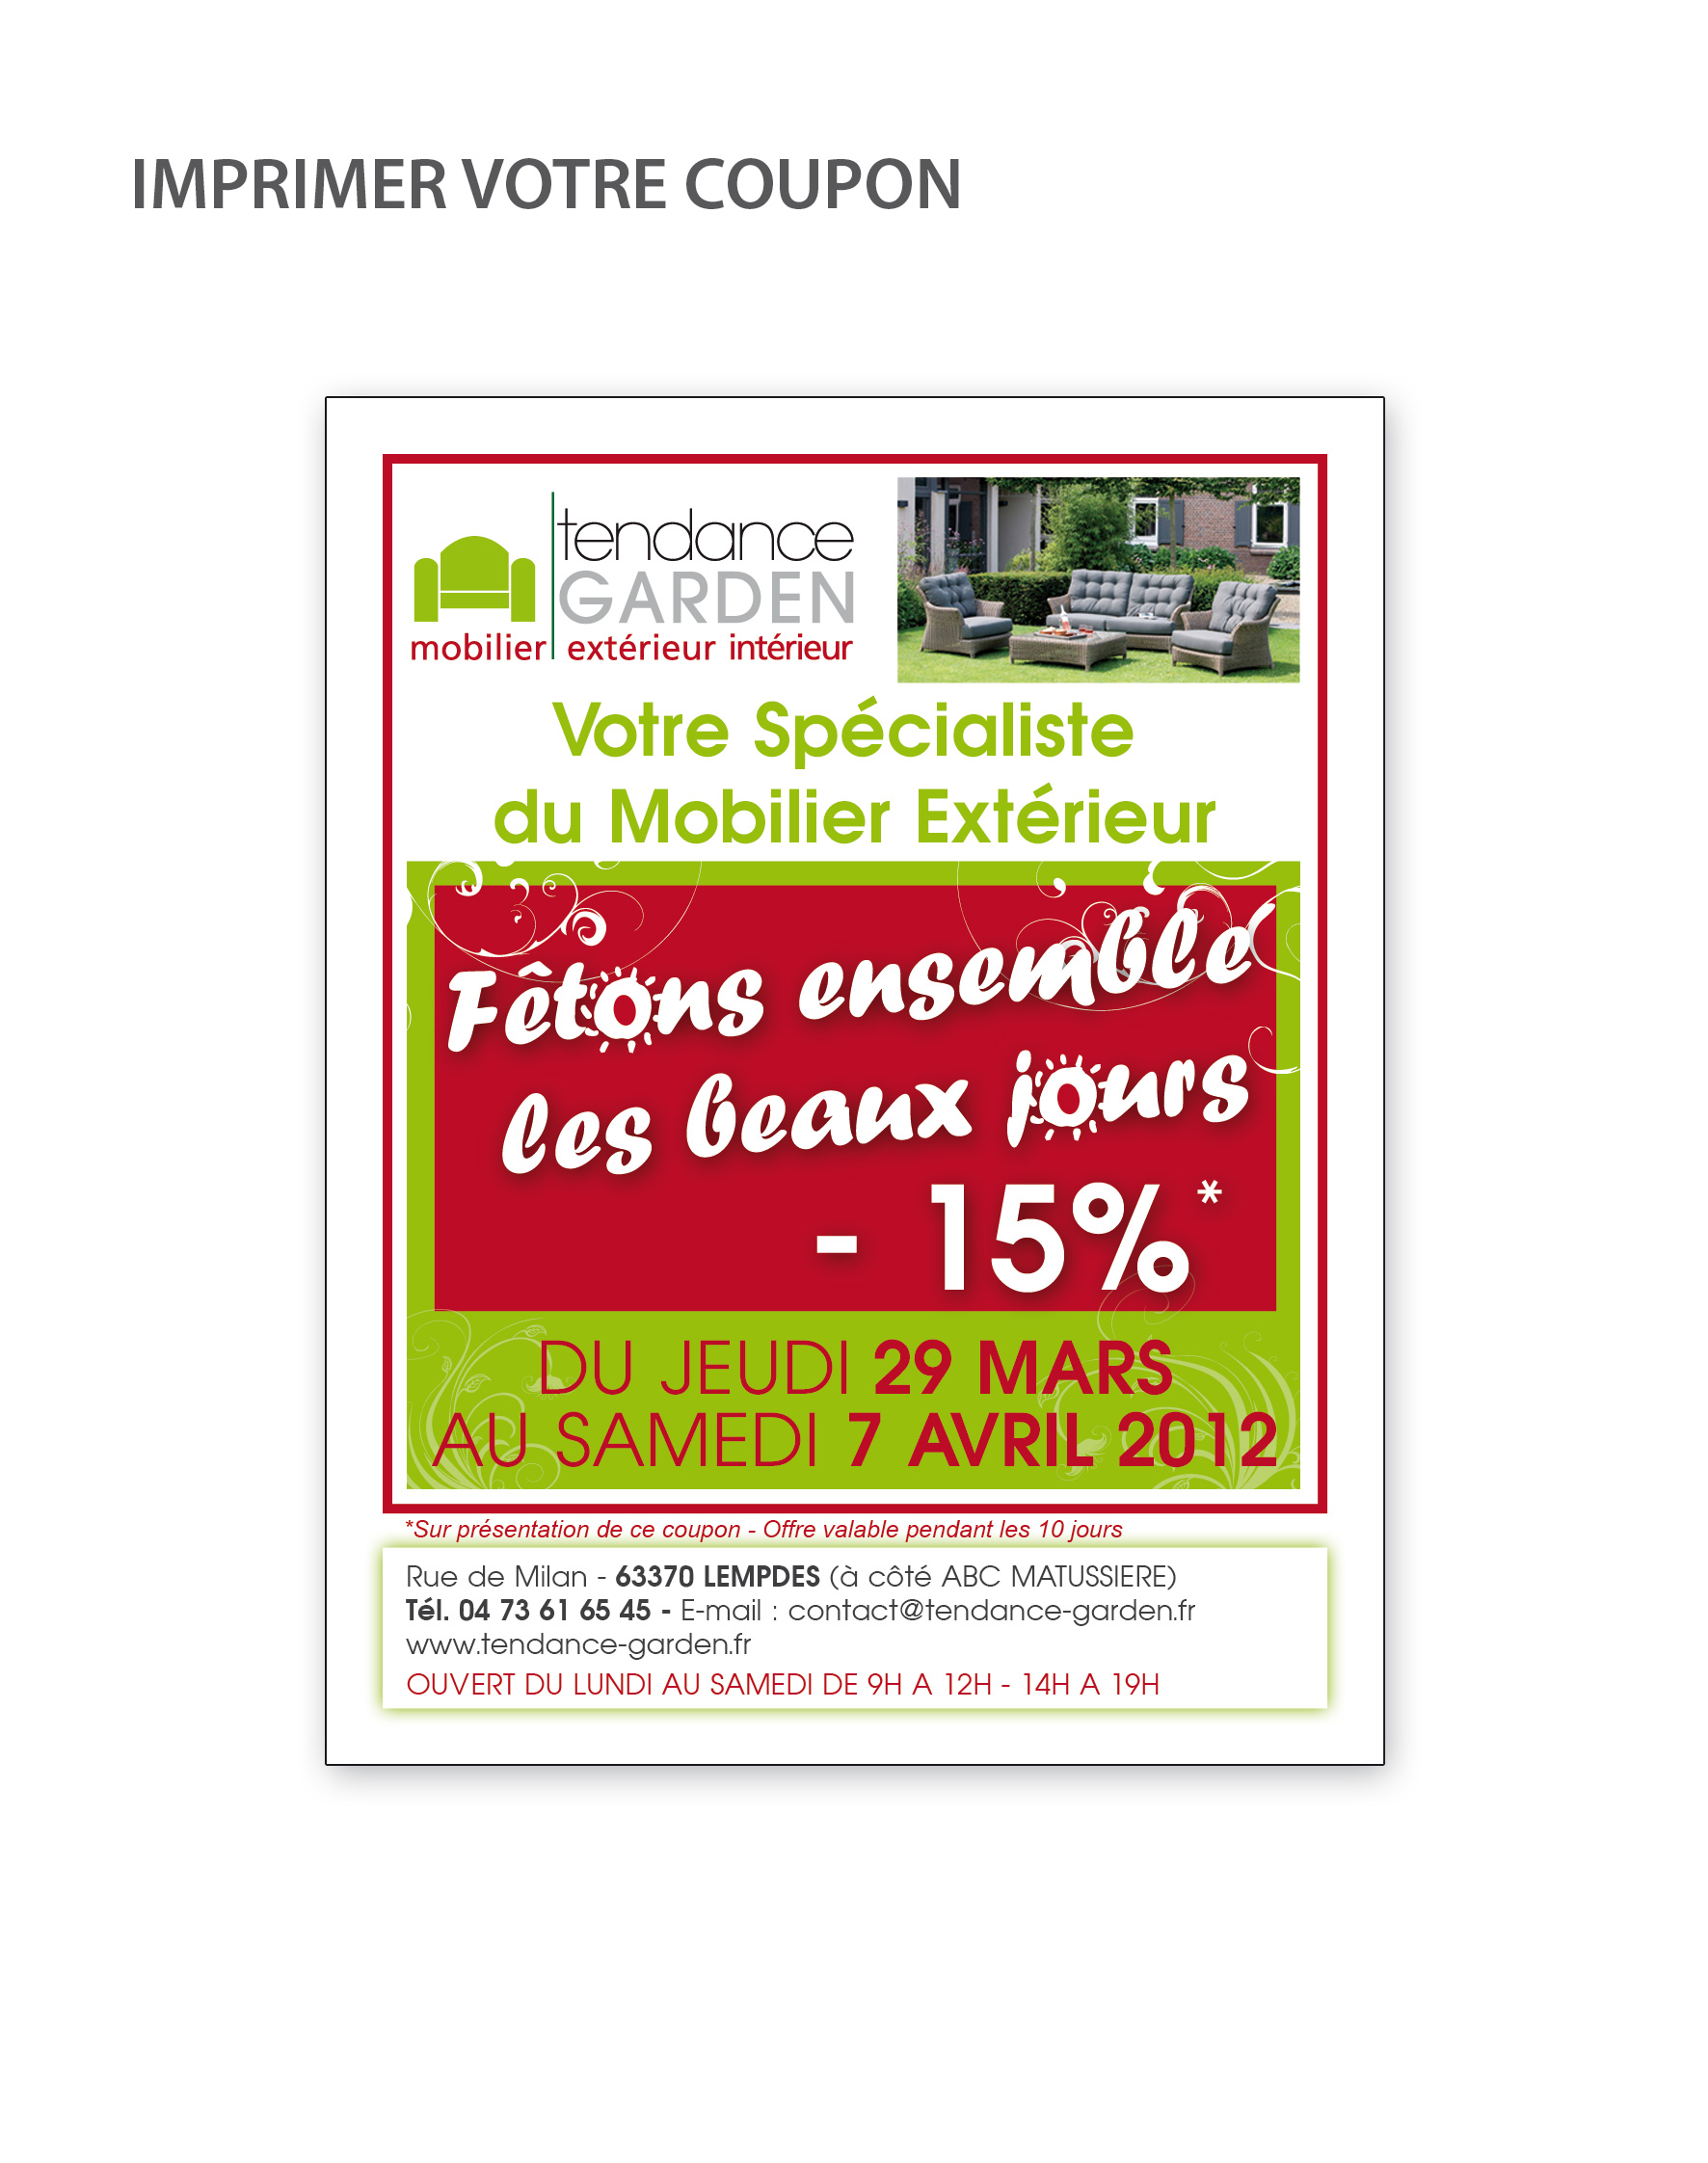 IMPRIMER VOTRE COUPON
tendance
GARDEN
mobilier extérieur intérieur
Votre Spécialiste
du Mobilier Extérieur
Fêtons ensemble
les beaux jours
- 15%*
DU JEUDI 29 MARS
AU SAMEDI 7 AVRIL 2012
*Sur présentation de ce coupon - Offre valable pendant les 10 jours
Rue de Milan - 63370 LEMPDES (à côté ABC MATUSSIERE)
Tél. 04 73 61 65 45 - E-mail : contact@tendance-garden.fr
www.tendance-garden.fr
OUVERT DU LUNDI AU SAMEDI DE 9H A 12H - 14H A 19H